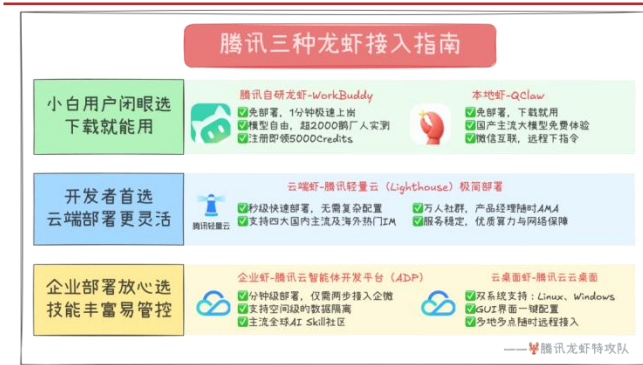 腾讯三种龙虾接入指南
小白用户闭眼选
下载就能用
腾讯自研龙虾-WorkBuddy
✅免部署，1分钟极速上岗
✅模型自由，超2000鹅厂人实测
✅注册即领5000Credits
本地虾-QClaw
✅免部署，下载就用
✅国产主流大模型免费体验
✅微信互联，远程下指令
开发者首选
云端部署更灵活
腾讯轻量云
云端虾-腾讯轻量云（Lighthouse）极简部署
✅秒级快速部署，无需复杂配置
✅支持四大国内主流及海外热门IM
✅万人社群，产品经理随时AMA
✅服务稳定，优质算力与网络保障
企业部署放心选
技能丰富易管控
企业虾-腾讯云智能体开发平台（ADP）
✅分钟级部署，仅需两步接入企微
✅支持空间级的数据隔离
✅主流全球AI Skill社区
云桌面虾-腾讯云云桌面
✅双系统支持：Linux、Windows
✅GUI界面一键配置
✅多地多点随时远程接入
——🦞腾讯龙虾特攻队